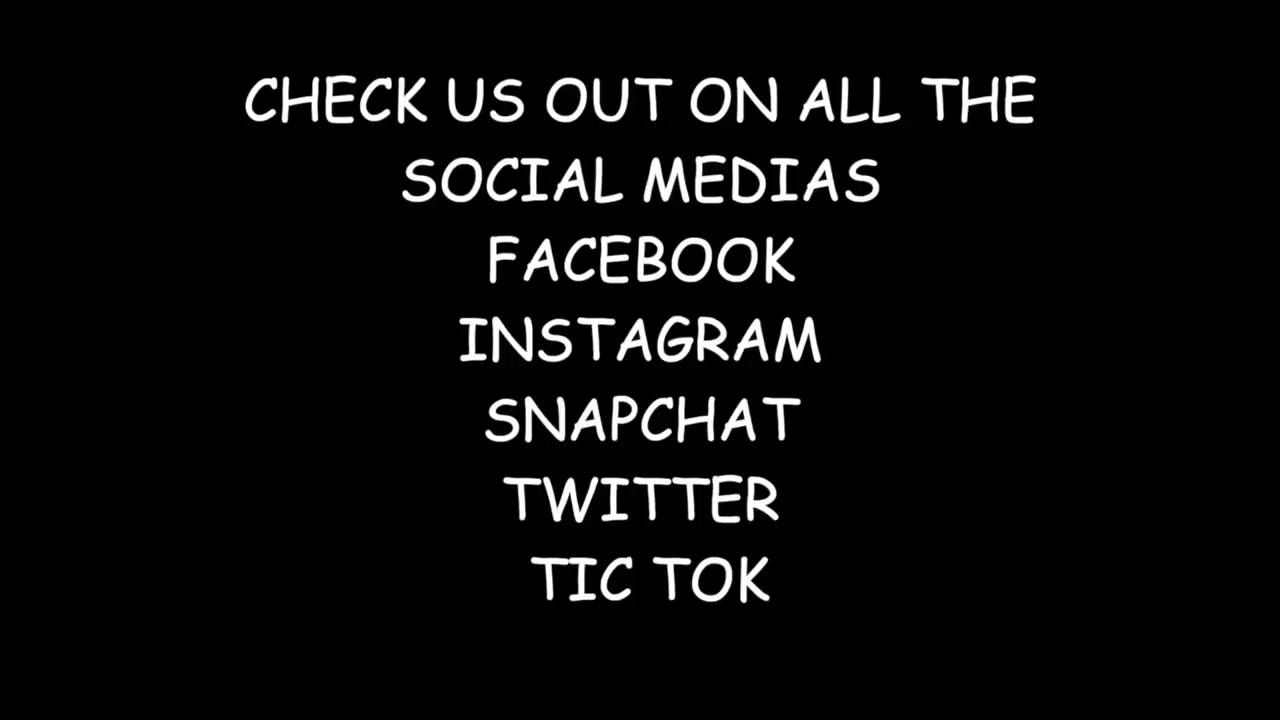 CHECK US OUT ON ALL THE
SOCIAL MEDIAS
FACEBOOK
INSTAGRAM
SNAPCHAT
TWITTER
TIC TOK